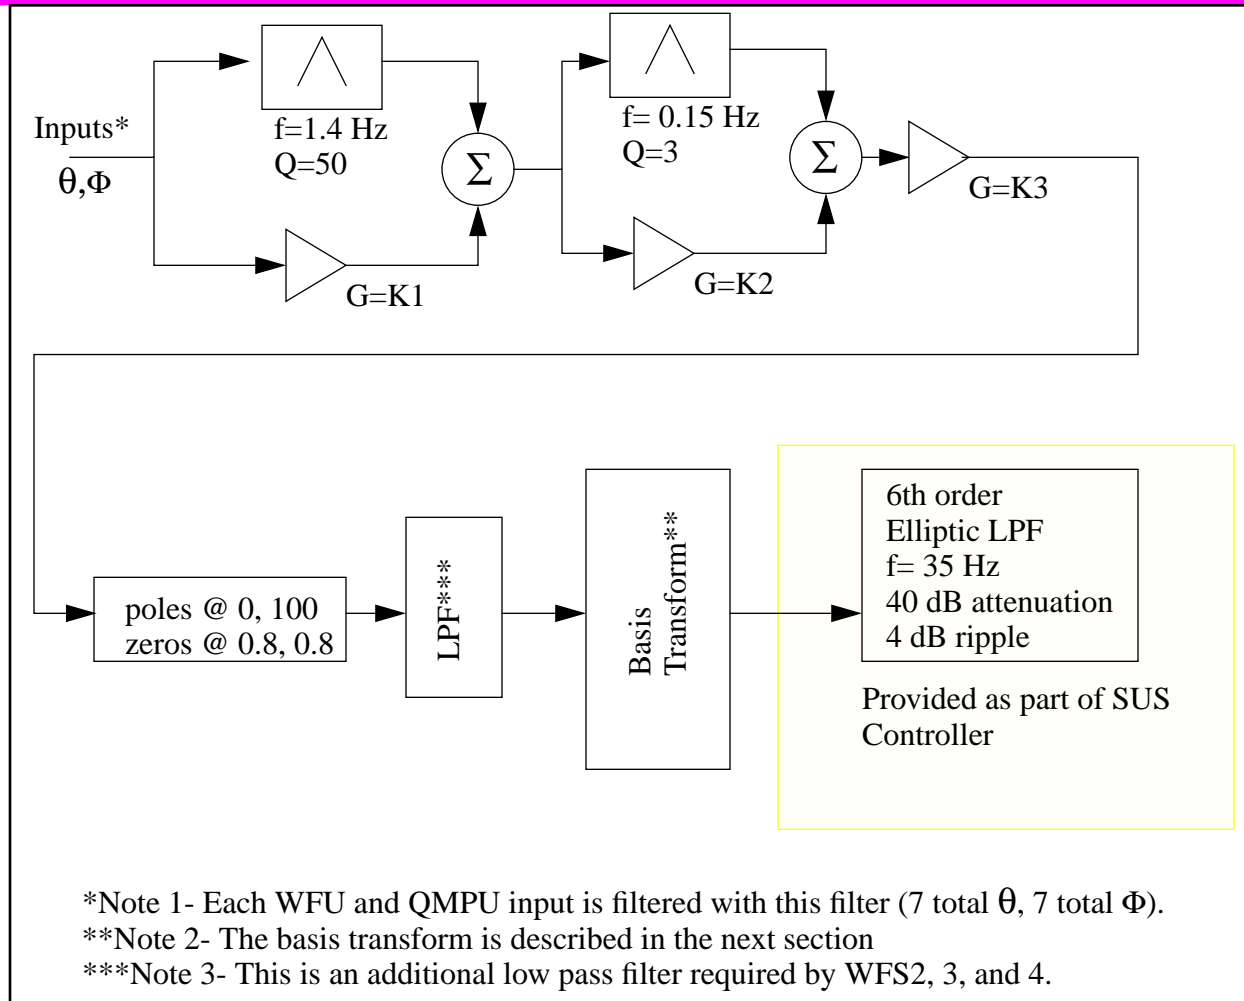 Inputs*
θ,Φ
f=1.4 Hz
Q=50
G=K1
Σ
f= 0.15 Hz
Q=3
G=K2
Σ
G=K3
poles @ 0, 100
zeros @ 0.8, 0.8
LPF***
Basis
Transform**
6th order
Elliptic LPF
f= 35 Hz
40 dB attenuation
4 dB ripple
Provided as part of SUS
Controller
*Note 1- Each WFU and QMPU input is filtered with this filter (7 total θ, 7 total Φ).
**Note 2- The basis transform is described in the next section
***Note 3- This is an additional low pass filter required by WFS2, 3, and 4.